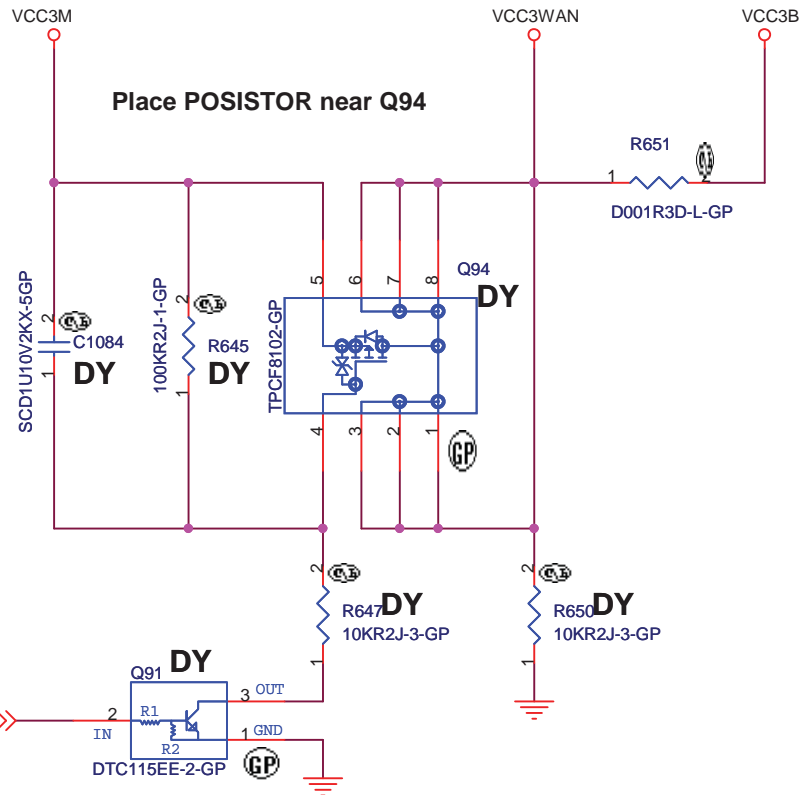 VCC3M
VCC3WAN
VCC3B
Place POSISTOR near Q94
R651
1
2
D001R3D-L-GP
5
6
7
8
Q94
DY
TPCF8102-GP
SCD1U10V2KX-5GP
2
C1084
DY
1
100KR2J-1-GP
2
R645
DY
1
4
3
2
1
GP
2
R647
DY
10KR2J-3-GP
1
2
R650
DY
10KR2J-3-GP
1
DY
Q91
3
OUT
2
IN
R1
R2
1
GND
DTC115EE-2-GP
GP